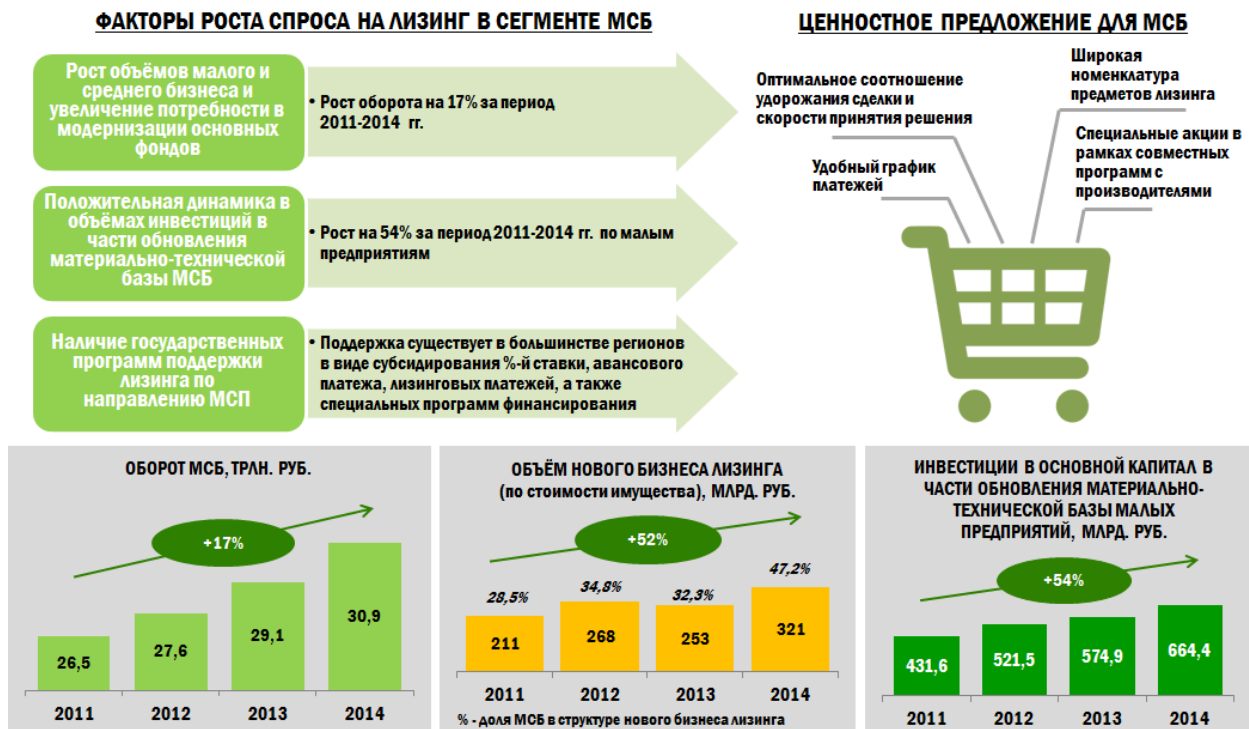 ФАКТОРЫ РОСТА СПРОСА НА ЛИЗИНГ В СЕГМЕНТЕ МСБ
Рост объёмов малого и
среднего бизнеса и
увеличение потребности в
модернизации основных
фондов
• Рост оборота на 17% за период
2011-2014 гг.
Положительная динамика в
объёмах инвестиций в
части обновления
материально-технической
базы МСБ
• Рост на 54% за период 2011-2014 гг. по малым
предприятиям
Наличие государственных
программ поддержки
лизинга по
направлению МСП
• Поддержка существует в большинстве регионов
в виде субсидирования %-й ставки, авансового
платежа, лизинговых платежей, а также
специальных программ финансирования
ЦЕННОСТНОЕ ПРЕДЛОЖЕНИЕ ДЛЯ МСБ
Оптимальное соотношение
удорожания сделки и
скорости принятия решения
Удобный график
платежей
Широкая
номенклатура
предметов лизинга
Специальные акции в
рамках совместных
программ с
производителями
ОБОРОТ МСБ, ТРЛН. РУБ.
+17%
26,5
27,6
29,1
30,9
2011
2012
2013
2014
ОБЪЁМ НОВОГО БИЗНЕСА ЛИЗИНГА
(по стоимости имущества), МЛРД. РУБ.
+52%
28,5%
34,8%
32,3%
47,2%
211
268
253
321
2011
2012
2013
2014
% - доля МСБ в структуре нового бизнеса лизинга
ИНВЕСТИЦИИ В ОСНОВНОЙ КАПИТАЛ В
ЧАСТИ ОБНОВЛЕНИЯ МАТЕРИАЛЬНО-
ТЕХНИЧЕСКОЙ БАЗЫ МАЛЫХ
ПРЕДПРИЯТИЙ, МЛРД. РУБ.
+54%
431,6
521,5
574,9
664,4
2011
2012
2013
2014